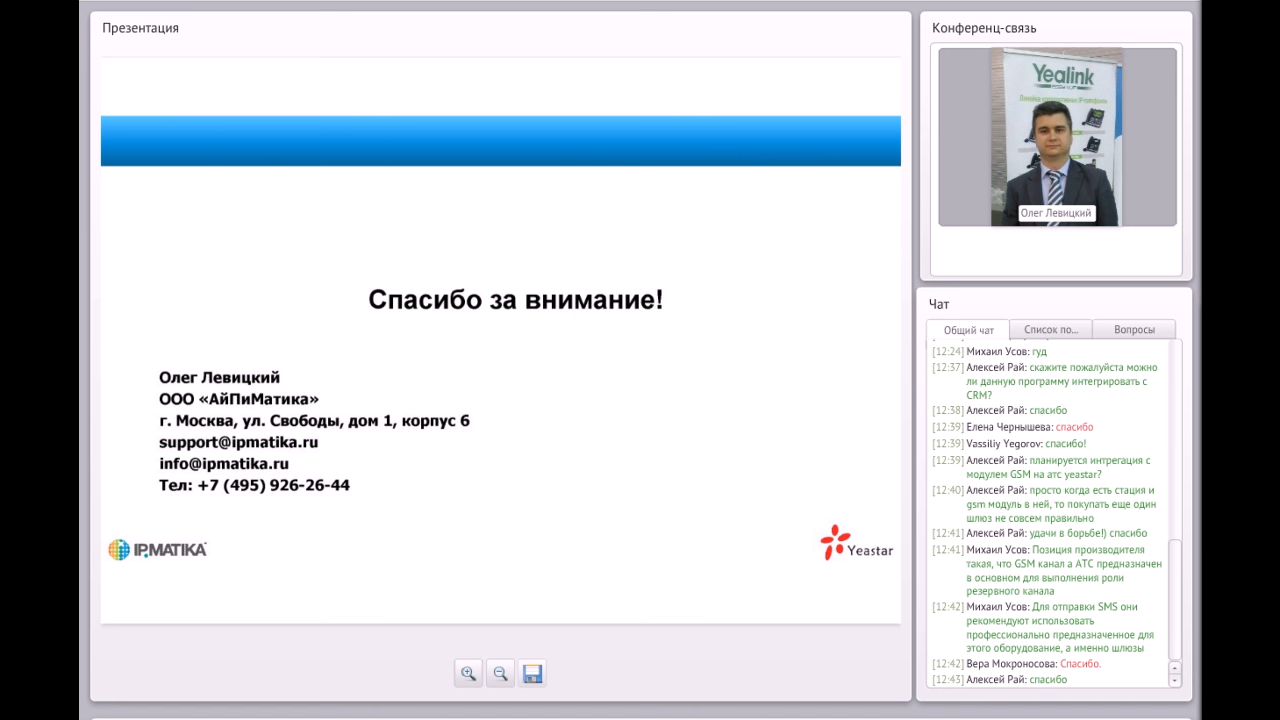 Презентация
Спасибо за внимание!
Олег Левицкий
ООО «АйПиМатика»
г. Москва, ул. Свободы, дом 1, корпус 6
support@ipmatika.ru
info@ipmatika.ru
Тел: +7 (495) 926-26-44
IPMATIKA
Yeastar
Конференц-связь
Yealink
Олег Левицкий
Чат
Общий чат
Список по...
Вопросы
[12:24] Михаил Усов: гуд
[12:37] Алексей Рай: скажите пожалуйста можно
ли данную программу интегрировать с
CRM?
[12:38] Алексей Рай: спасибо
[12:39] Елена Чернышева: спасибо
[12:39] Vassiliy Yegorov: спасибо!
[12:39] Алексей Рай: планируется интрегация с
модулем GSM на атс yeastar?
[12:40] Алексей Рай: просто когда есть стация и
gsm модуль в ней, то покупать еще один
шлюз не совсем правильно
[12:41] Алексей Рай: удачи в борьбе!) спасибо
[12:41] Михаил Усов: Позиция производителя
такая, что GSM канал а АТС предназначен
в основном для выполнения роли
резервного канала
[12:42] Михаил Усов: Для отправки SMS они
рекомендуют использовать
профессионально предназначенное для
этого оборудование, а именно шлюзы
[12:42] Вера Мокроносова: Спасибо.
[12:43] Алексей Рай: спасибо